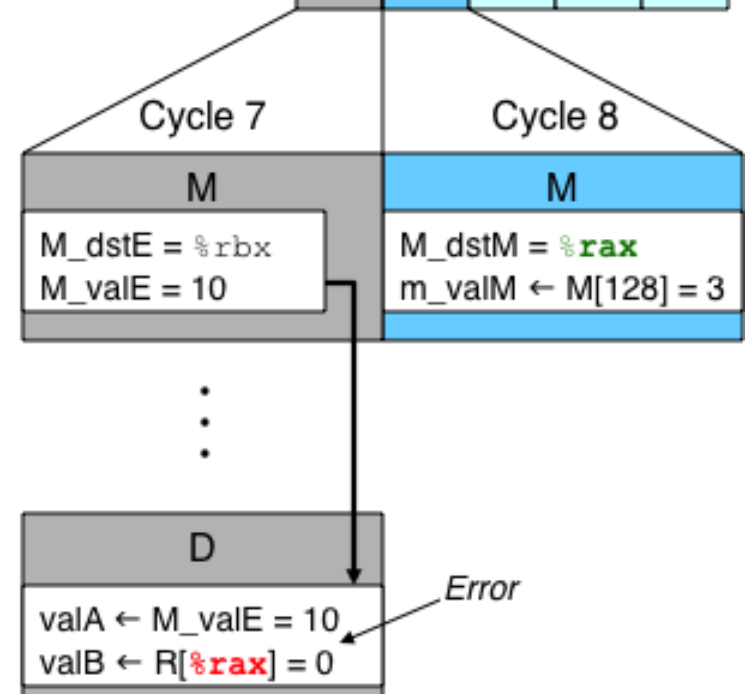 Cycle 7
Cycle 8
M
M
M_dstE = %rbx
M_valE = 10
M_dstM = %rax
m_valM ← M[128] = 3
D
Error
valA ← M_valE = 10
valB ← R[%rax] = 0